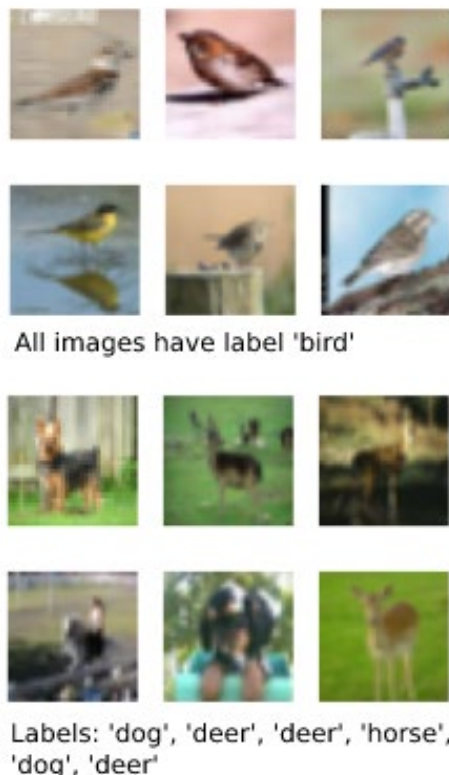 All images have label 'bird'
Labels: 'dog', 'deer', 'deer', 'horse',
'dog', 'deer'